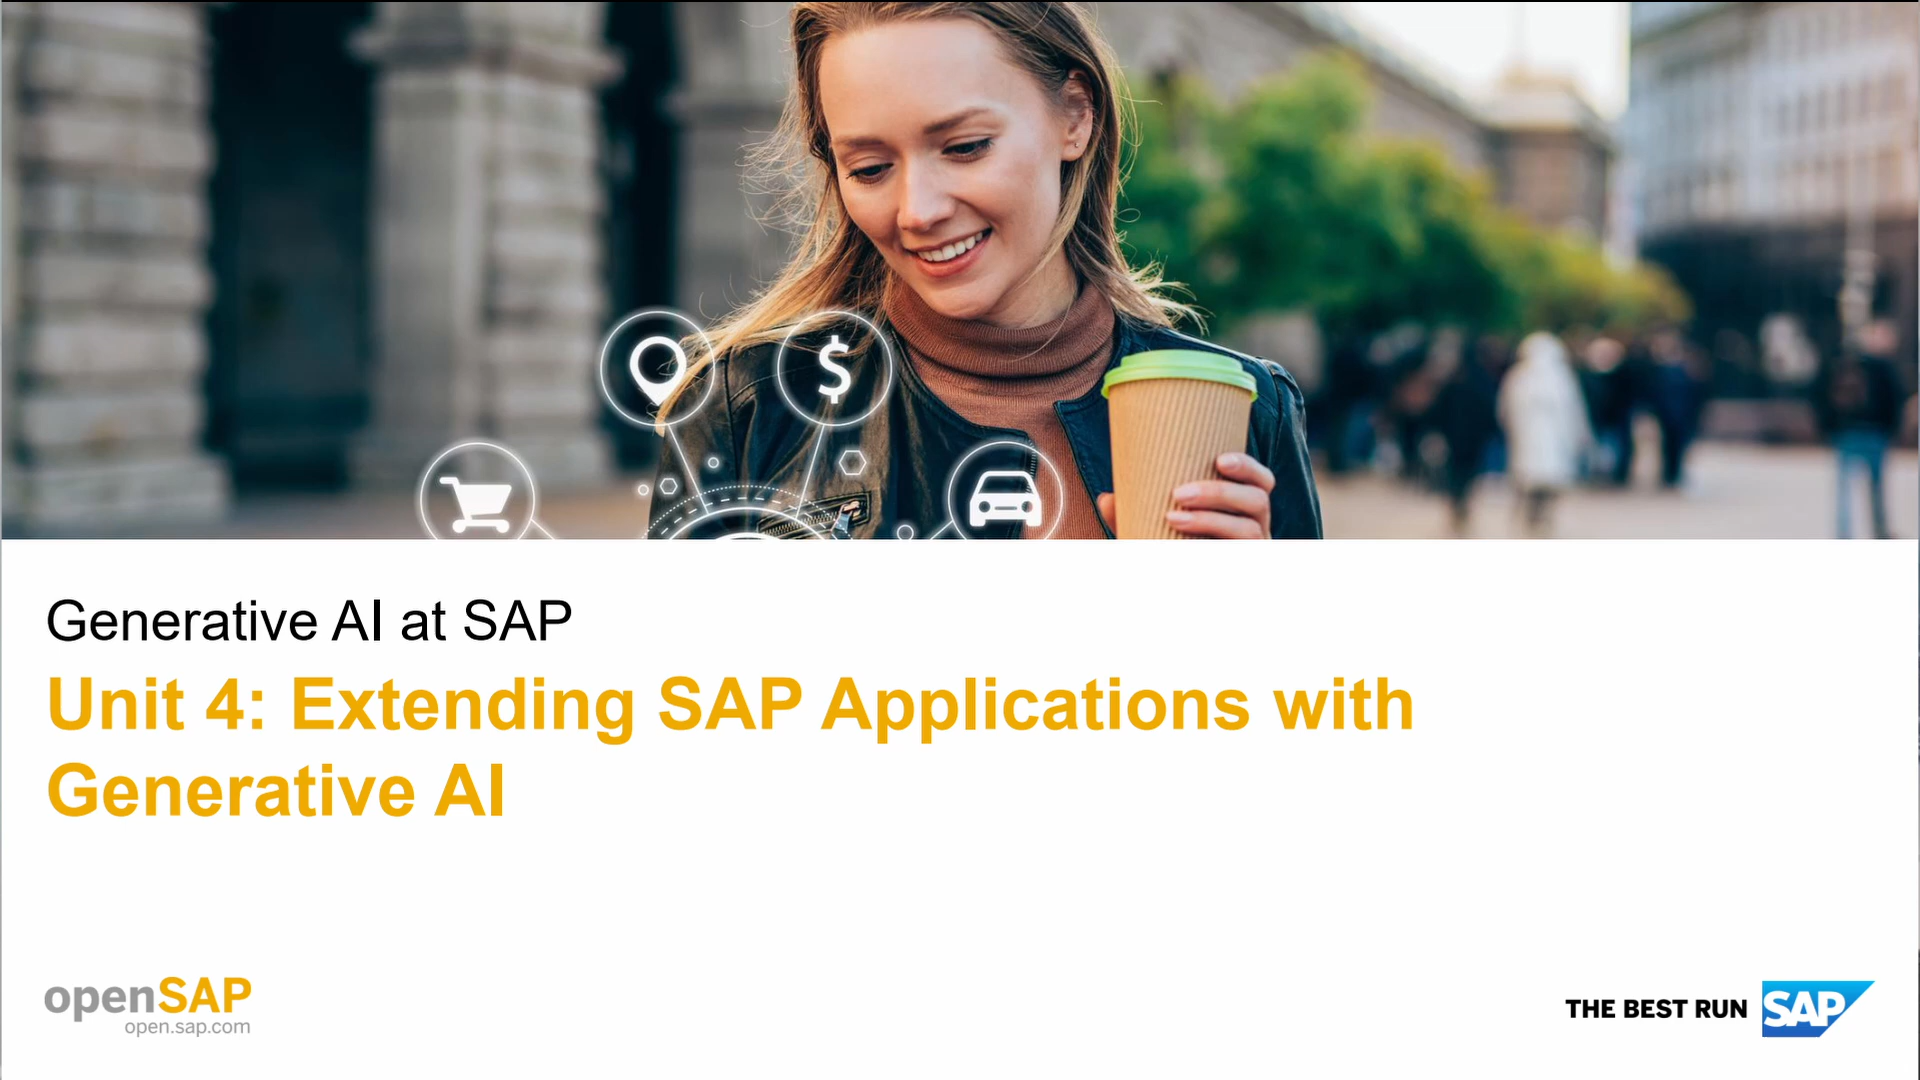 Generative AI at SAP
Unit 4: Extending SAP Applications with
Generative AI
openSAP
open.sap.com
THE BEST RUN SAP